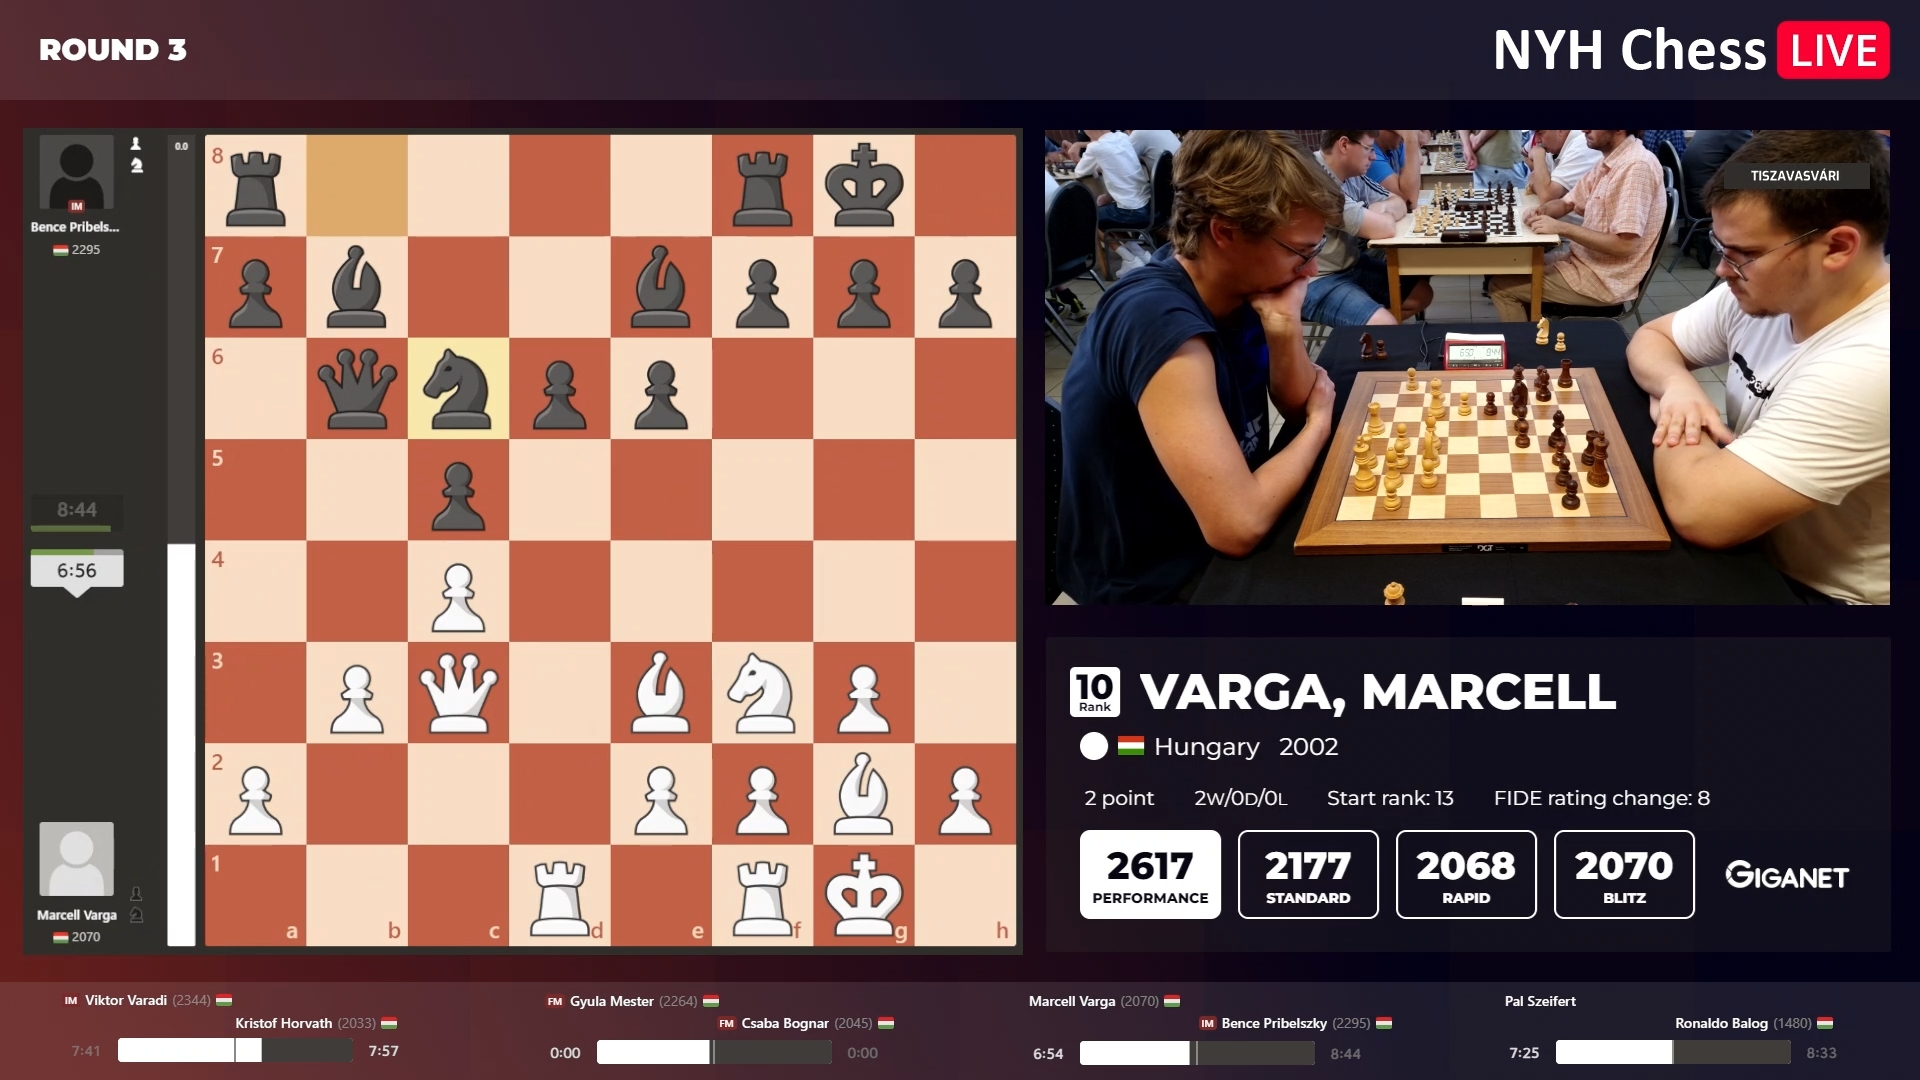 ROUND 3
NYH Chess LIVE
0.0
IM
Bence Pribels...
2295
8:44
6:56
Marcell Varga
2070
8
7
6
5
4
3
2
1
a b c d e f g h
TISZAVASVÁRI
DGT
10
Rank
VARGA, MARCELL
Hungary 2002
2 point 2W/0D/0L Start rank: 13 FIDE rating change: 8
2617
PERFORMANCE
2177
STANDARD
2068
RAPID
2070
BLITZ
GIGANET
IM Viktor Varadi (2344)
Kristof Horvath (2033)
7:41 7:57
FM Gyula Mester (2264)
FM Csaba Bognar (2045)
0:00 0:00
Marcell Varga (2070)
IM Bence Pribelszky (2295)
6:54 8:44
Pal Szeifert
Ronaldo Balog (1480)
7:25 8:33